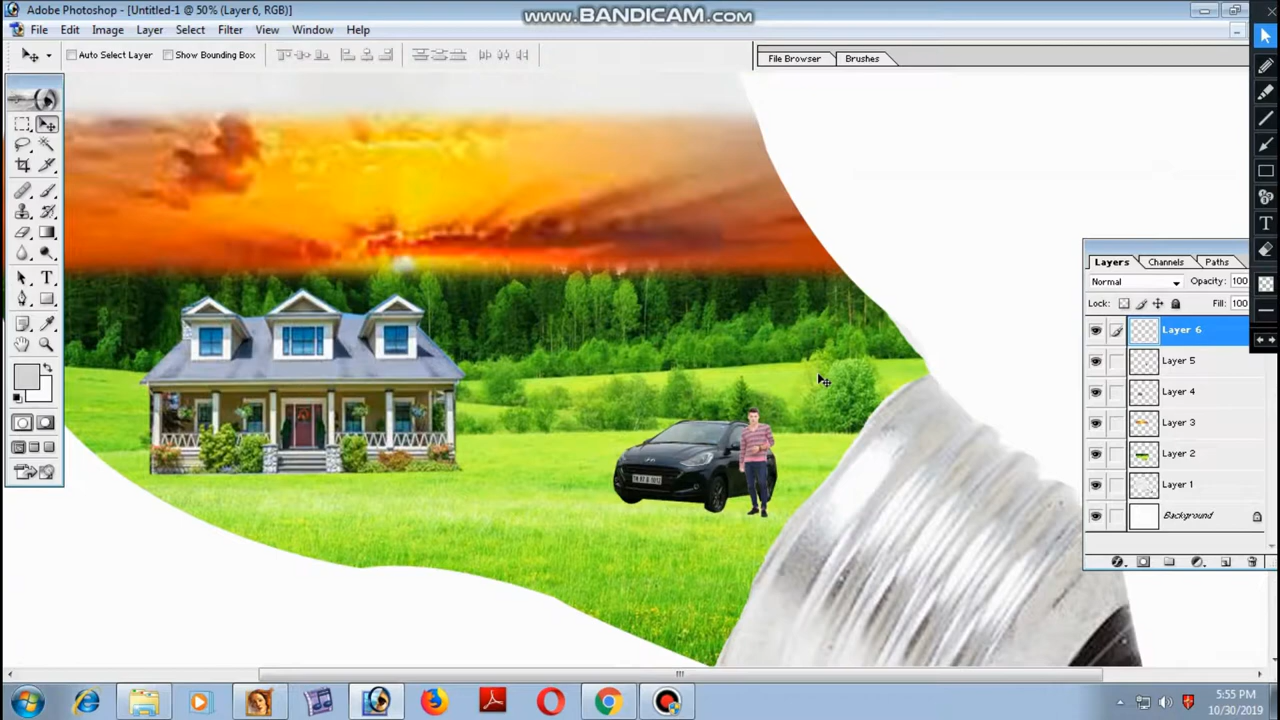 Adobe Photoshop - [Untitled-1 @ 50% (Layer 6, RGB)]
www.BANDICAM.com
File Edit Image Layer Select Filter View Window Help
Auto Select Layer Show Bounding Box
File Browser Brushes
Layers Channels Paths
Normal Opacity: 100
Lock: Fill: 100
Layer 6
Layer 5
Layer 4
Layer 3
Layer 2
Layer 1
Background
5:55 PM
10/30/2019